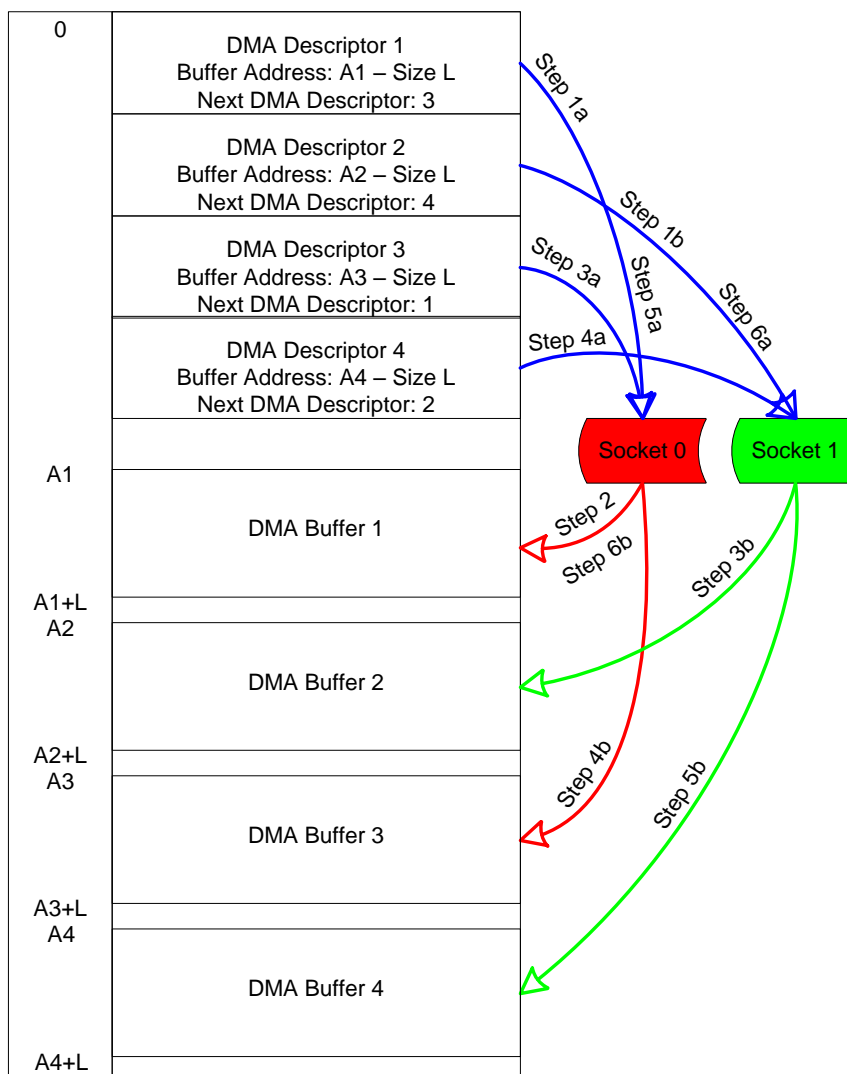 0
DMA Descriptor 1
Buffer Address: A1 – Size L
Next DMA Descriptor: 3
DMA Descriptor 2
Buffer Address: A2 – Size L
Next DMA Descriptor: 4
DMA Descriptor 3
Buffer Address: A3 – Size L
Next DMA Descriptor: 1
DMA Descriptor 4
Buffer Address: A4 – Size L
Next DMA Descriptor: 2
Step 1a
Step 1b
Step 3a
Step 5a
Step 6a
Step 4a
Socket 0
Socket 1
A1
DMA Buffer 1
Step 2
Step 6b
Step 3b
A1+L
A2
DMA Buffer 2
A2+L
A3
Step 4b
Step 5b
DMA Buffer 3
A3+L
A4
DMA Buffer 4
A4+L